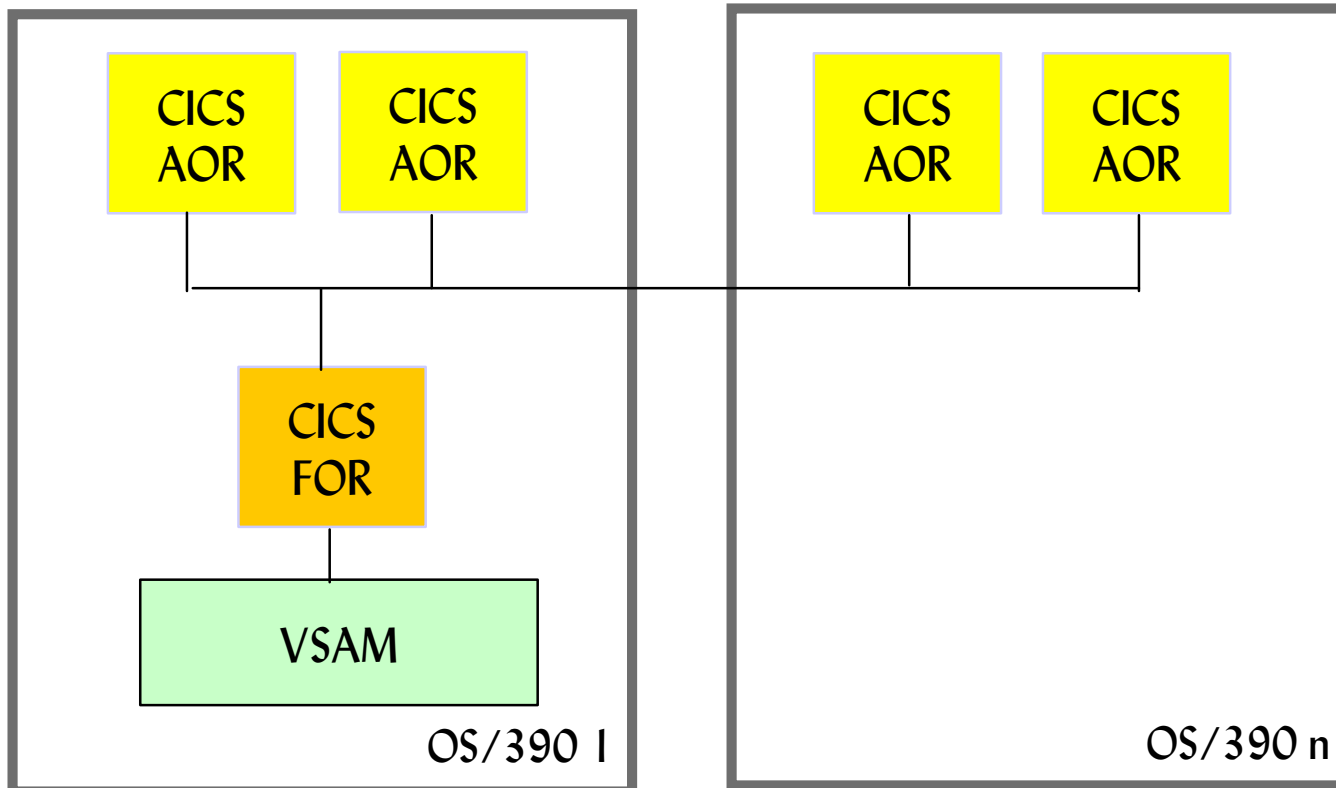 CICS
AOR
CICS
AOR
CICS
AOR
CICS
AOR
CICS
FOR
VSAM
OS/390 1
OS/390 n